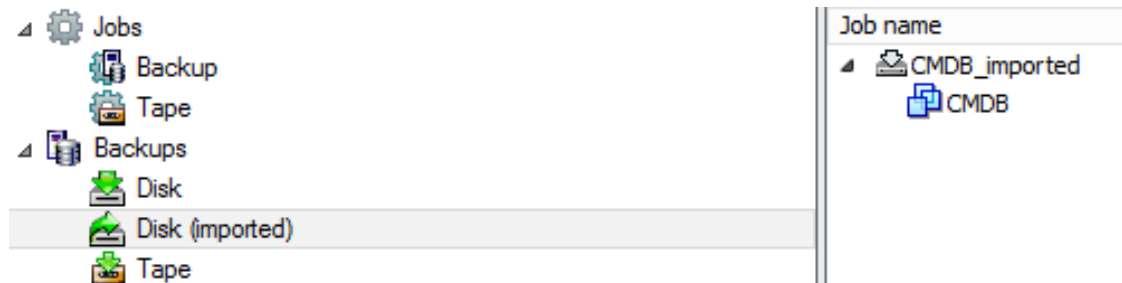 Jobs
Backup
Tape
Backups
Disk
Disk (imported)
Tape
Job name
CMDB_imported
CMDB